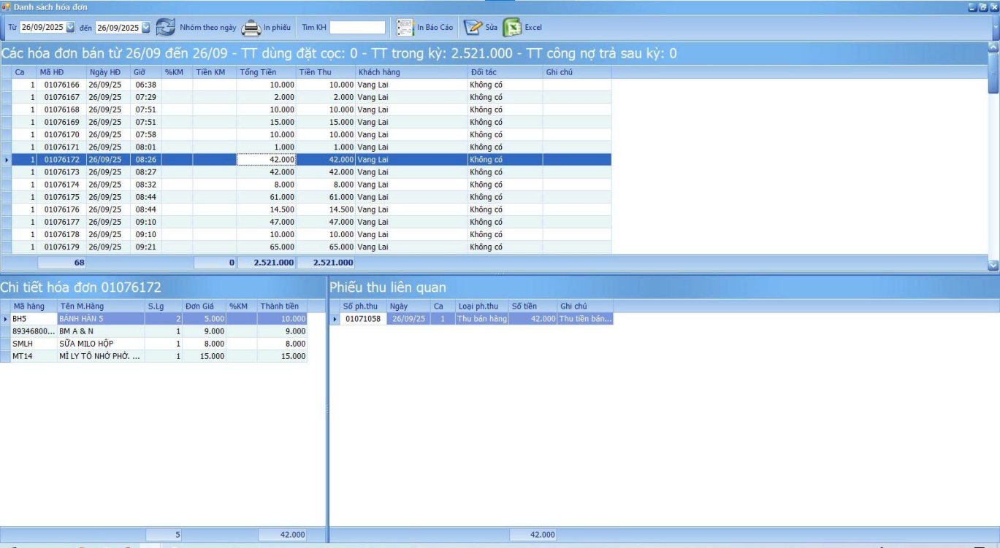 Danh sách hóa đơn
Từ 26/09/2025 đến 26/09/2025 Nhóm theo ngày In phiếu Tìm KH In Báo Cáo Sửa Excel
Các hóa đơn bán từ 26/09 đến 26/09 - TT dùng đặt cọc: 0 - TT trong kỳ: 2.521.000 - TT công nợ trả sau kỳ: 0
Ca Mã HĐ Ngày HĐ Giờ %KM Tiền KM Tổng Tiền Tiền Thu Khách hàng Đối tác Ghi chú
1 01076166 26/09/25 06:38 10.000 10.000 Vang Lai Không có
1 01076167 26/09/25 07:29 2.000 2.000 Vang Lai Không có
1 01076168 26/09/25 07:51 10.000 10.000 Vang Lai Không có
1 01076169 26/09/25 07:51 15.000 15.000 Vang Lai Không có
1 01076170 26/09/25 07:58 10.000 10.000 Vang Lai Không có
1 01076171 26/09/25 08:01 1.000 1.000 Vang Lai Không có
1 01076172 26/09/25 08:26 42.000 42.000 Vang Lai Không có
1 01076173 26/09/25 08:27 42.000 42.000 Vang Lai Không có
1 01076174 26/09/25 08:32 8.000 8.000 Vang Lai Không có
1 01076175 26/09/25 08:44 61.000 61.000 Vang Lai Không có
1 01076176 26/09/25 08:44 14.500 14.500 Vang Lai Không có
1 01076177 26/09/25 09:10 47.000 47.000 Vang Lai Không có
1 01076178 26/09/25 09:10 10.000 10.000 Vang Lai Không có
1 01076179 26/09/25 09:21 65.000 65.000 Vang Lai Không có
68 0 2.521.000 2.521.000
Chi tiết hóa đơn 01076172
Mã hàng Tên M.Hàng S.Lg Đơn Giá %KM Thành tiền
BH5 BÁNH HÀN 5 2 5.000 10.000
89346800... BM A & N 1 9.000 9.000
SMLH SỮA MILO HỘP 1 8.000 8.000
MT14 MÌ LY TÔ NHỚ PHỞ. ... 1 15.000 15.000
5 42.000
Phiếu thu liên quan
Số ph.thu Ngày Ca Loại ph.thu Số tiền Ghi chú
01071058 26/09/25 1 Thu bán hàng 42.000 Thu tiền bán...
42.000